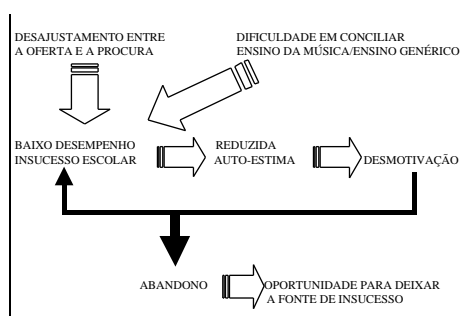 DESAJUSTAMENTO ENTRE
A OFERTA E A PROCURA
DIFICULDADE EM CONCILIAR
ENSINO DA MÚSICA/ENSINO GENÉRICO
BAIXO DESEMPENHO
INSUCESSO ESCOLAR
REDUZIDA
AUTO-ESTIMA
DESMOTIVAÇÃO
ABANDONO
OPORTUNIDADE PARA DEIXAR
A FONTE DE INSUCESSO